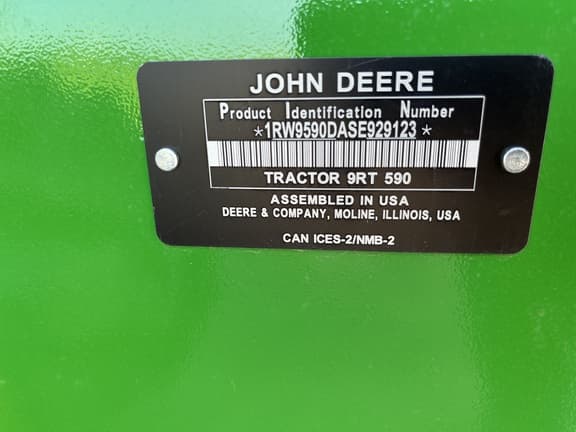 JOHN DEERE
Product Identification Number
*1RW9590DASE929123*
TRACTOR 9RT 590
ASSEMBLED IN USA
DEERE & COMPANY, MOLINE, ILLINOIS, USA
CAN ICES-2/NMB-2